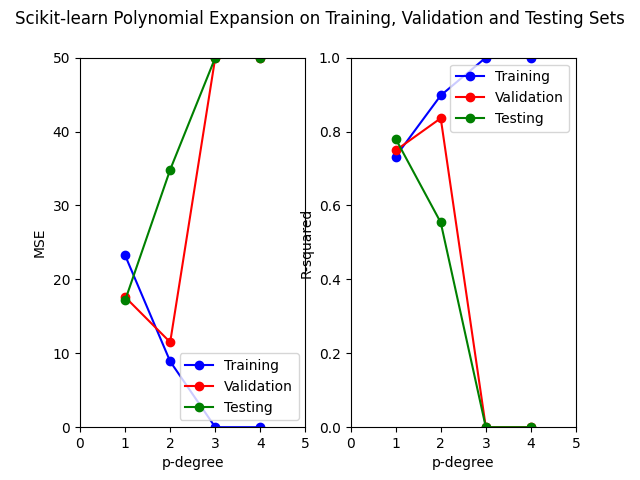 Scikit-learn Polynomial Expansion on Training, Validation and Testing Sets
50
40
30
20
10
0
MSE
0 1 2 3 4 5
p-degree
Training
Validation
Testing
1.0
0.8
0.6
0.4
0.2
0.0
R-squared
0 1 2 3 4 5
p-degree
Training
Validation
Testing